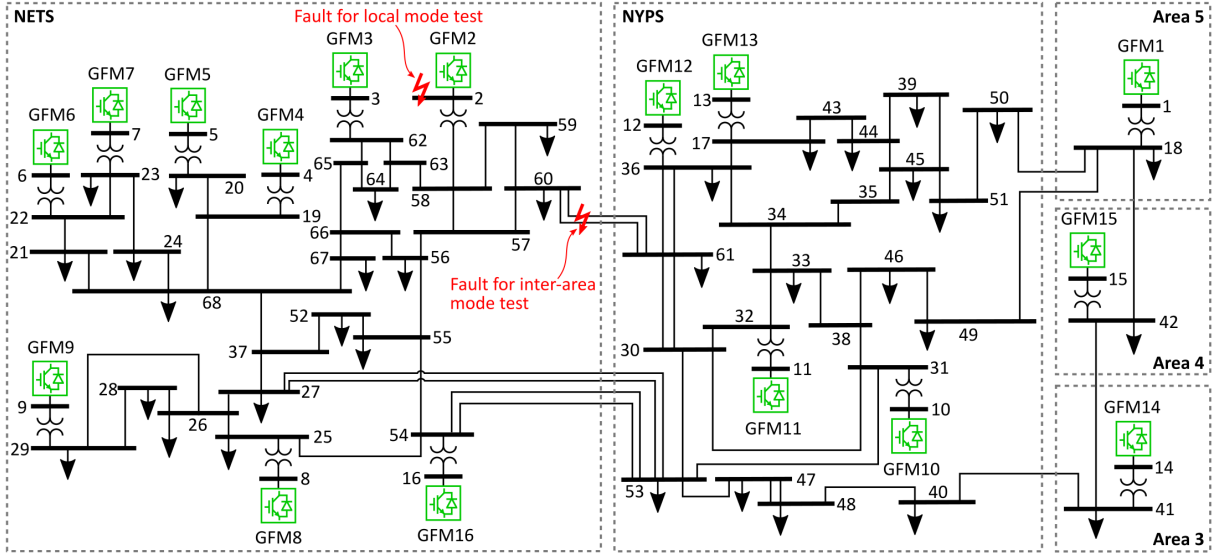 NETS
Fault for local mode test
NYPS
Area 5
GFM3
GFM2
GFM13
GFM1
GFM7
GFM5
GFM12
39
50
GFM6
GFM4
3
2
13
43
1
59
12
44
7
5
62
17
18
65
63
45
6
23
4
64
60
36
35
51
20
58
22
19
34
GFM15
66
57
21
24
56
61
33
46
15
67
Fault for inter-area
mode test
68
52
32
42
55
49
38
GFM9
37
30
Area 4
28
11
31
9
27
GFM14
26
GFM11
10
29
25
54
GFM10
14
8
16
53
47
48
40
41
GFM8
GFM16
Area 3